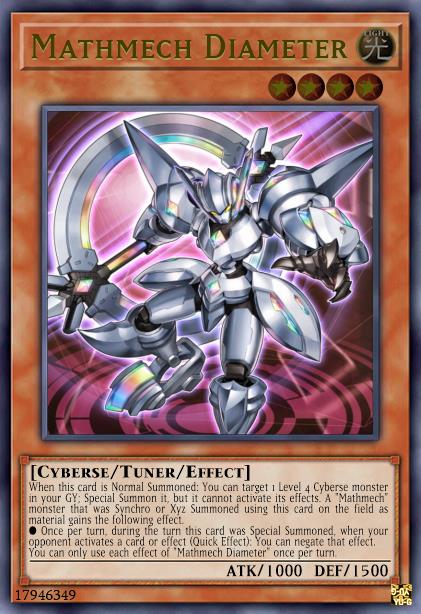 MATHMECH DIAMETER
LIGHT
光
[CYBERSE/TUNER/EFFECT]
When this card is Normal Summoned: You can target 1 Level 4 Cyberse monster
in your GY; Special Summon it, but it cannot activate its effects. A "Mathmech"
monster that was Synchro or Xyz Summoned using this card on the field as
material gains the following effect.
● Once per turn, during the turn this card was Special Summoned, when your
opponent activates a card or effect (Quick Effect): You can negate that effect.
You can only use each effect of "Mathmech Diameter" once per turn.
ATK/1000 DEF/1500
17946349